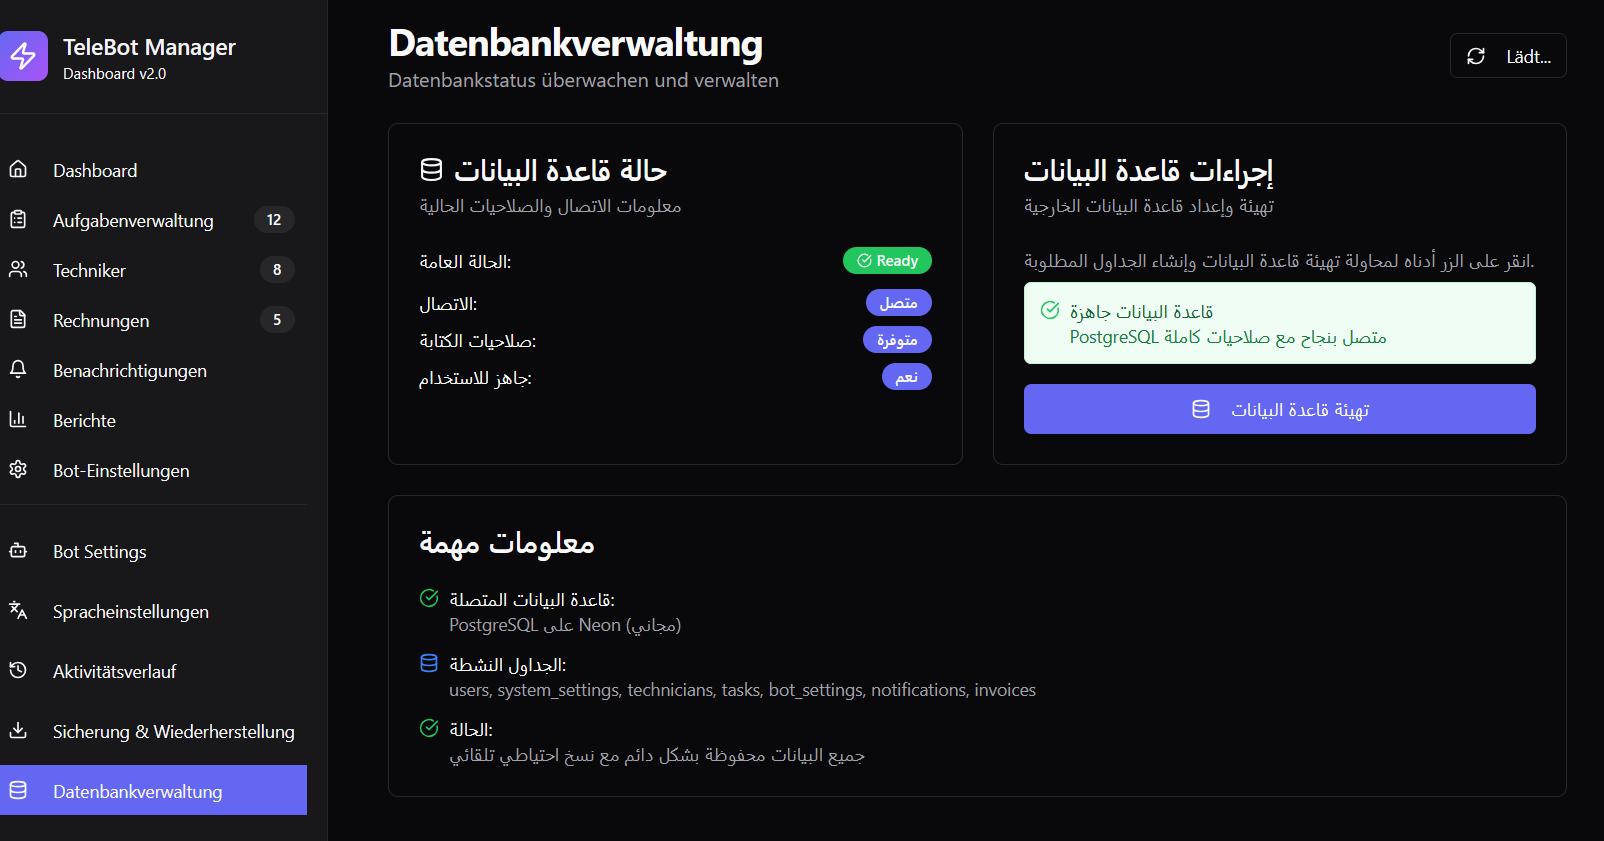 TeleBot Manager
Dashboard v2.0
Dashboard
Aufgabenverwaltung 12
Techniker 8
Rechnungen 5
Benachrichtigungen
Berichte
Bot-Einstellungen
Bot Settings
Spracheinstellungen
Aktivitätsverlauf
Sicherung & Wiederherstellung
Datenbankverwaltung
Datenbankverwaltung
Datenbankstatus überwachen und verwalten
Lädt...
حالة قاعدة البيانات
معلومات الاتصال والصلاحيات الحالية
الحالة العامة: Ready
الاتصال: متصل
صلاحيات الكتابة: متوفرة
جاهز للاستخدام: نعم
إجراءات قاعدة البيانات
تهيئة وإعداد قاعدة البيانات الخارجية
انقر على الزر أدناه لمحاولة تهيئة قاعدة البيانات وإنشاء الجداول المطلوبة.
قاعدة البيانات جاهزة
PostgreSQL متصل بنجاح مع صلاحيات كاملة
تهيئة قاعدة البيانات
معلومات مهمة
قاعدة البيانات المتصلة:
PostgreSQL على Neon (مجاني)
الجداول النشطة:
users, system_settings, technicians, tasks, bot_settings, notifications, invoices
الحالة:
جميع البيانات محفوظة بشكل دائم مع نسخ احتياطي تلقائي